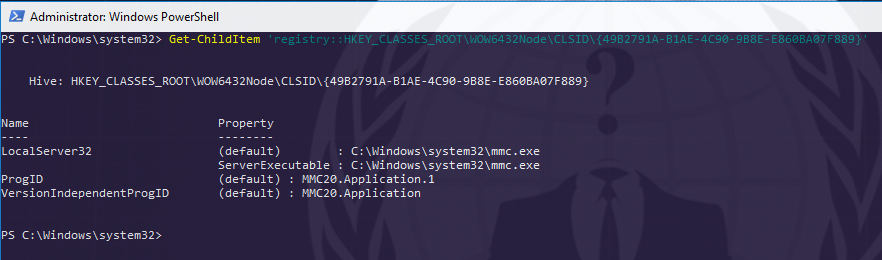 Administrator: Windows PowerShell
PS C:\Windows\system32> Get-ChildItem 'registry::HKEY_CLASSES_ROOT\WOW6432Node\CLSID\{49B2791A-B1AE-4C90-9B8E-E860BA07F889}'
Hive: HKEY_CLASSES_ROOT\WOW6432Node\CLSID\{49B2791A-B1AE-4C90-9B8E-E860BA07F889}
Name                           Property
----                           --------
LocalServer32                  (default)        : C:\Windows\system32\mmc.exe
                               ServerExecutable : C:\Windows\system32\mmc.exe
ProgID                         (default) : MMC20.Application.1
VersionIndependentProgID       (default) : MMC20.Application
PS C:\Windows\system32>